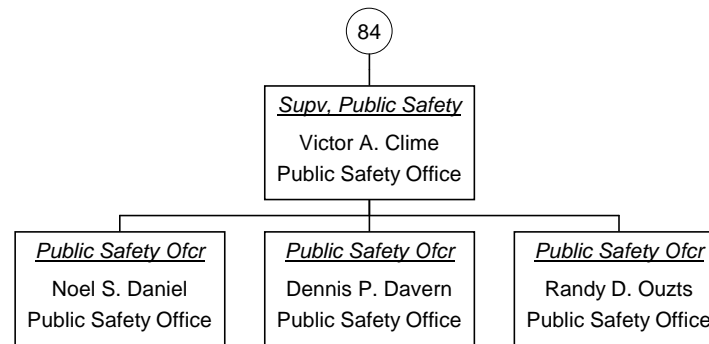 84
Supv, Public Safety
Victor A. Clime
Public Safety Office
Public Safety Ofcr
Noel S. Daniel
Public Safety Office
Public Safety Ofcr
Dennis P. Davern
Public Safety Office
Public Safety Ofcr
Randy D. Ouzts
Public Safety Office